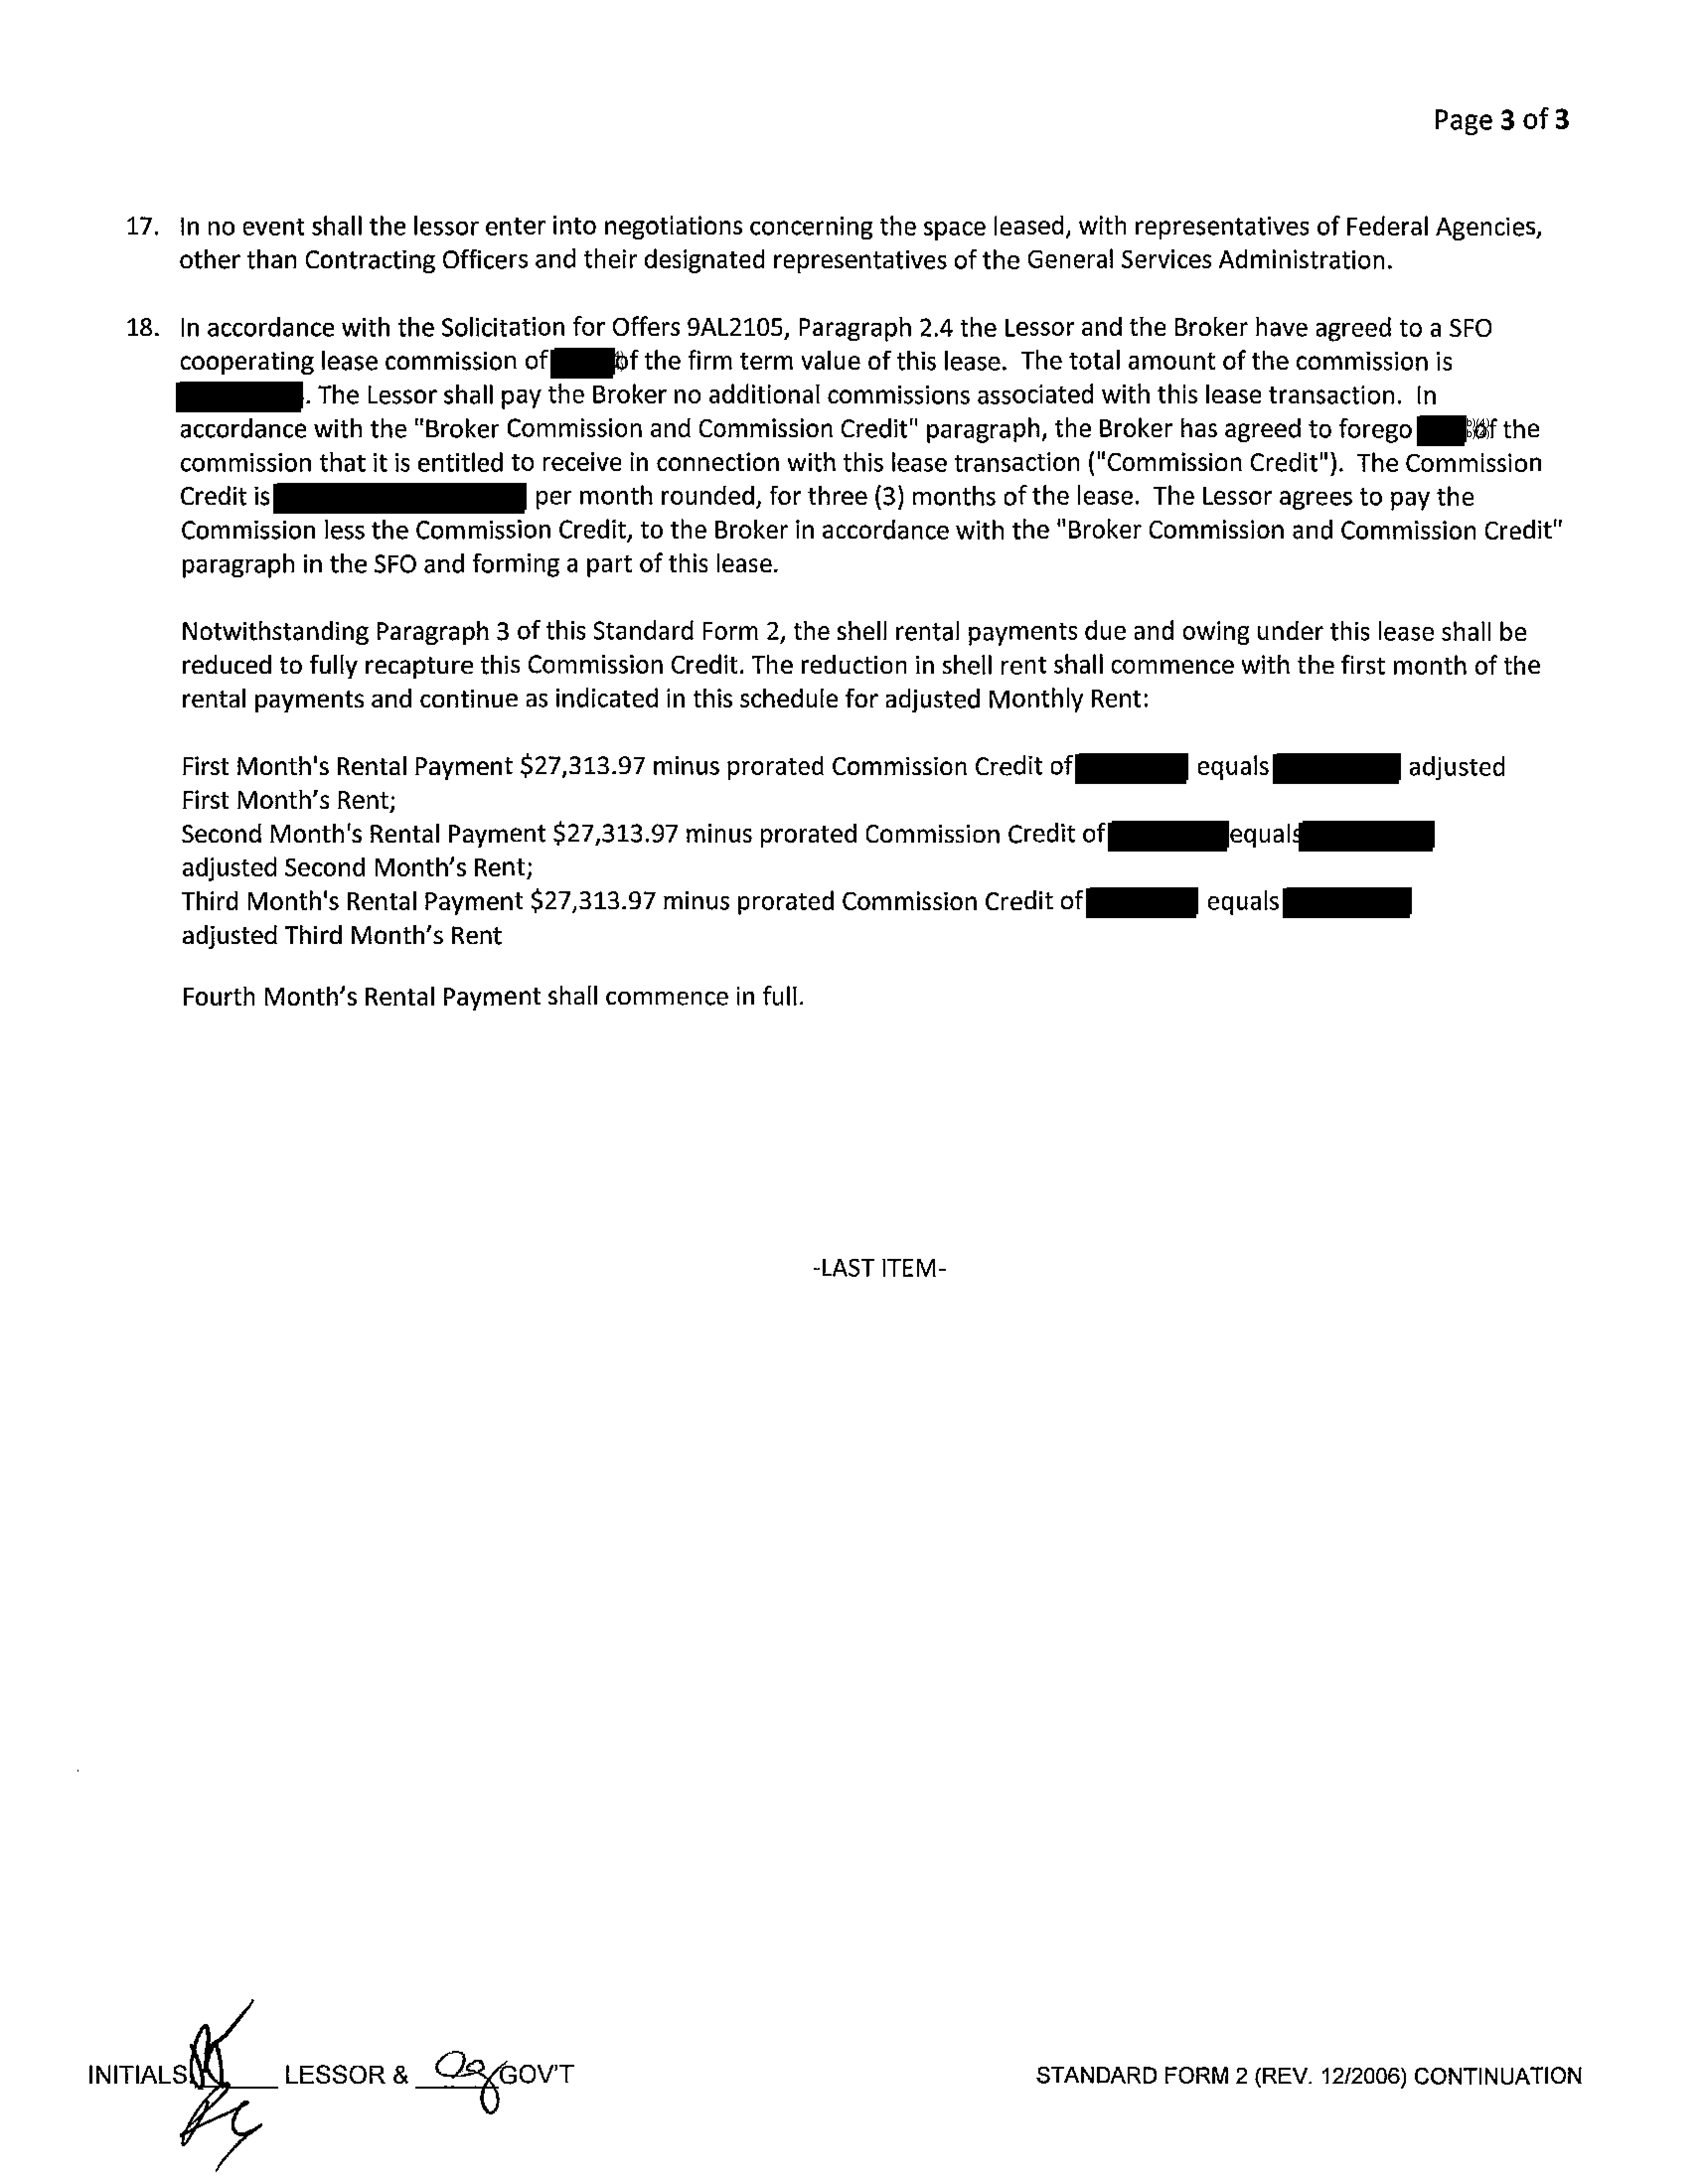 Page 3 of 3
17. In no event shall the lessor enter into negotiations concerning the space leased, with representatives of Federal Agencies,
other than Contracting Officers and their designated representatives of the General Services Administration.
18. In accordance with the Solicitation for Offers 9AL2105, Paragraph 2.4 the Lessor and the Broker have agreed to a SFO
cooperating lease commission of of the firm term value of this lease. The total amount of the commission is
. The Lessor shall pay the Broker no additional commissions associated with this lease transaction. In
accordance with the "Broker Commission and Commission Credit" paragraph, the Broker has agreed to forego of the
commission that it is entitled to receive in connection with this lease transaction ("Commission Credit"). The Commission
Credit is per month rounded, for three (3) months of the lease. The Lessor agrees to pay the
Commission less the Commission Credit, to the Broker in accordance with the "Broker Commission and Commission Credit"
paragraph in the SFO and forming a part of this lease.
Notwithstanding Paragraph 3 of this Standard Form 2, the shell rental payments due and owing under this lease shall be
reduced to fully recapture this Commission Credit. The reduction in shell rent shall commence with the first month of the
rental payments and continue as indicated in this schedule for adjusted Monthly Rent:
First Month's Rental Payment $27,313.97 minus prorated Commission Credit of equals adjusted
First Month's Rent;
Second Month's Rental Payment $27,313.97 minus prorated Commission Credit of equals
adjusted Second Month's Rent;
Third Month's Rental Payment $27,313.97 minus prorated Commission Credit of equals
adjusted Third Month's Rent
Fourth Month's Rental Payment shall commence in full.
-LAST ITEM-
INITIALS LESSOR & GOV'T
STANDARD FORM 2 (REV. 12/2006) CONTINUATION